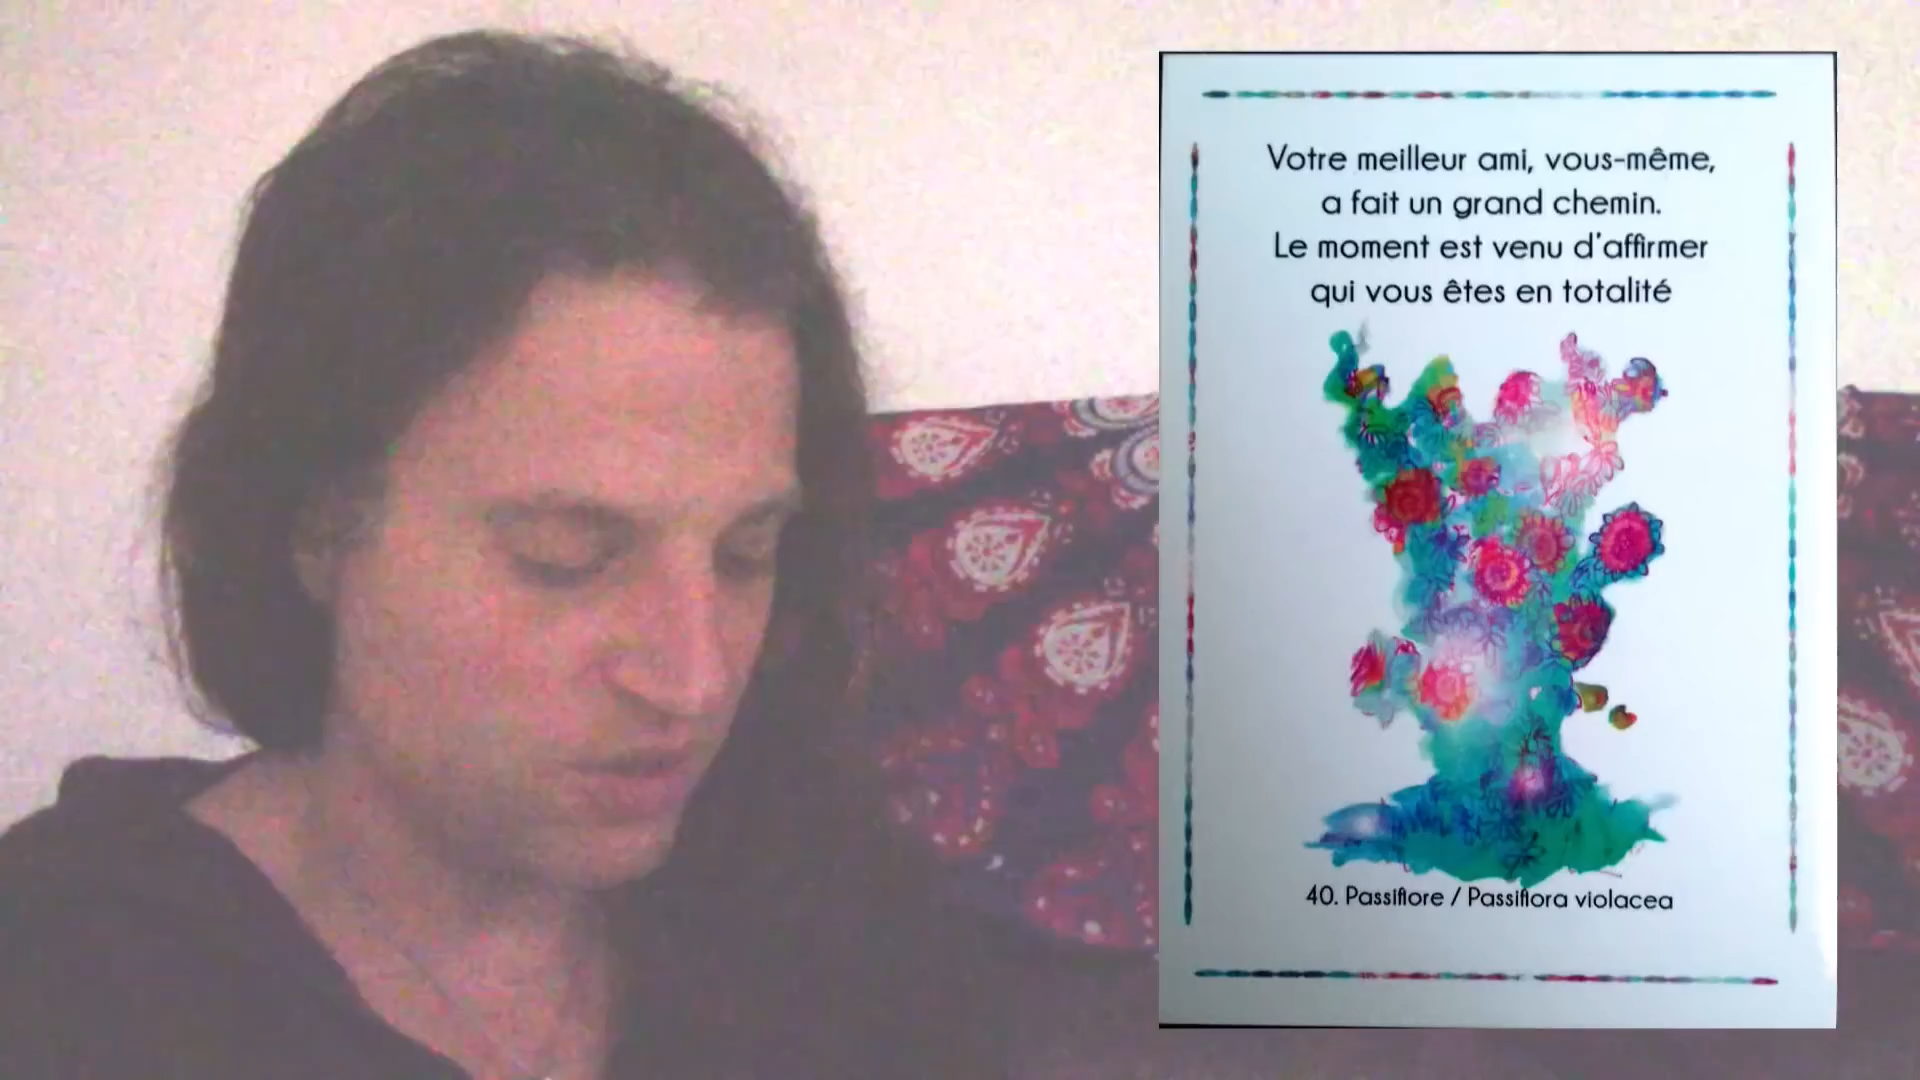 Votre meilleur ami, vous-même,
a fait un grand chemin.
Le moment est venu d'affirmer
qui vous êtes en totalité
40. Passiflore / Passiflora violacea